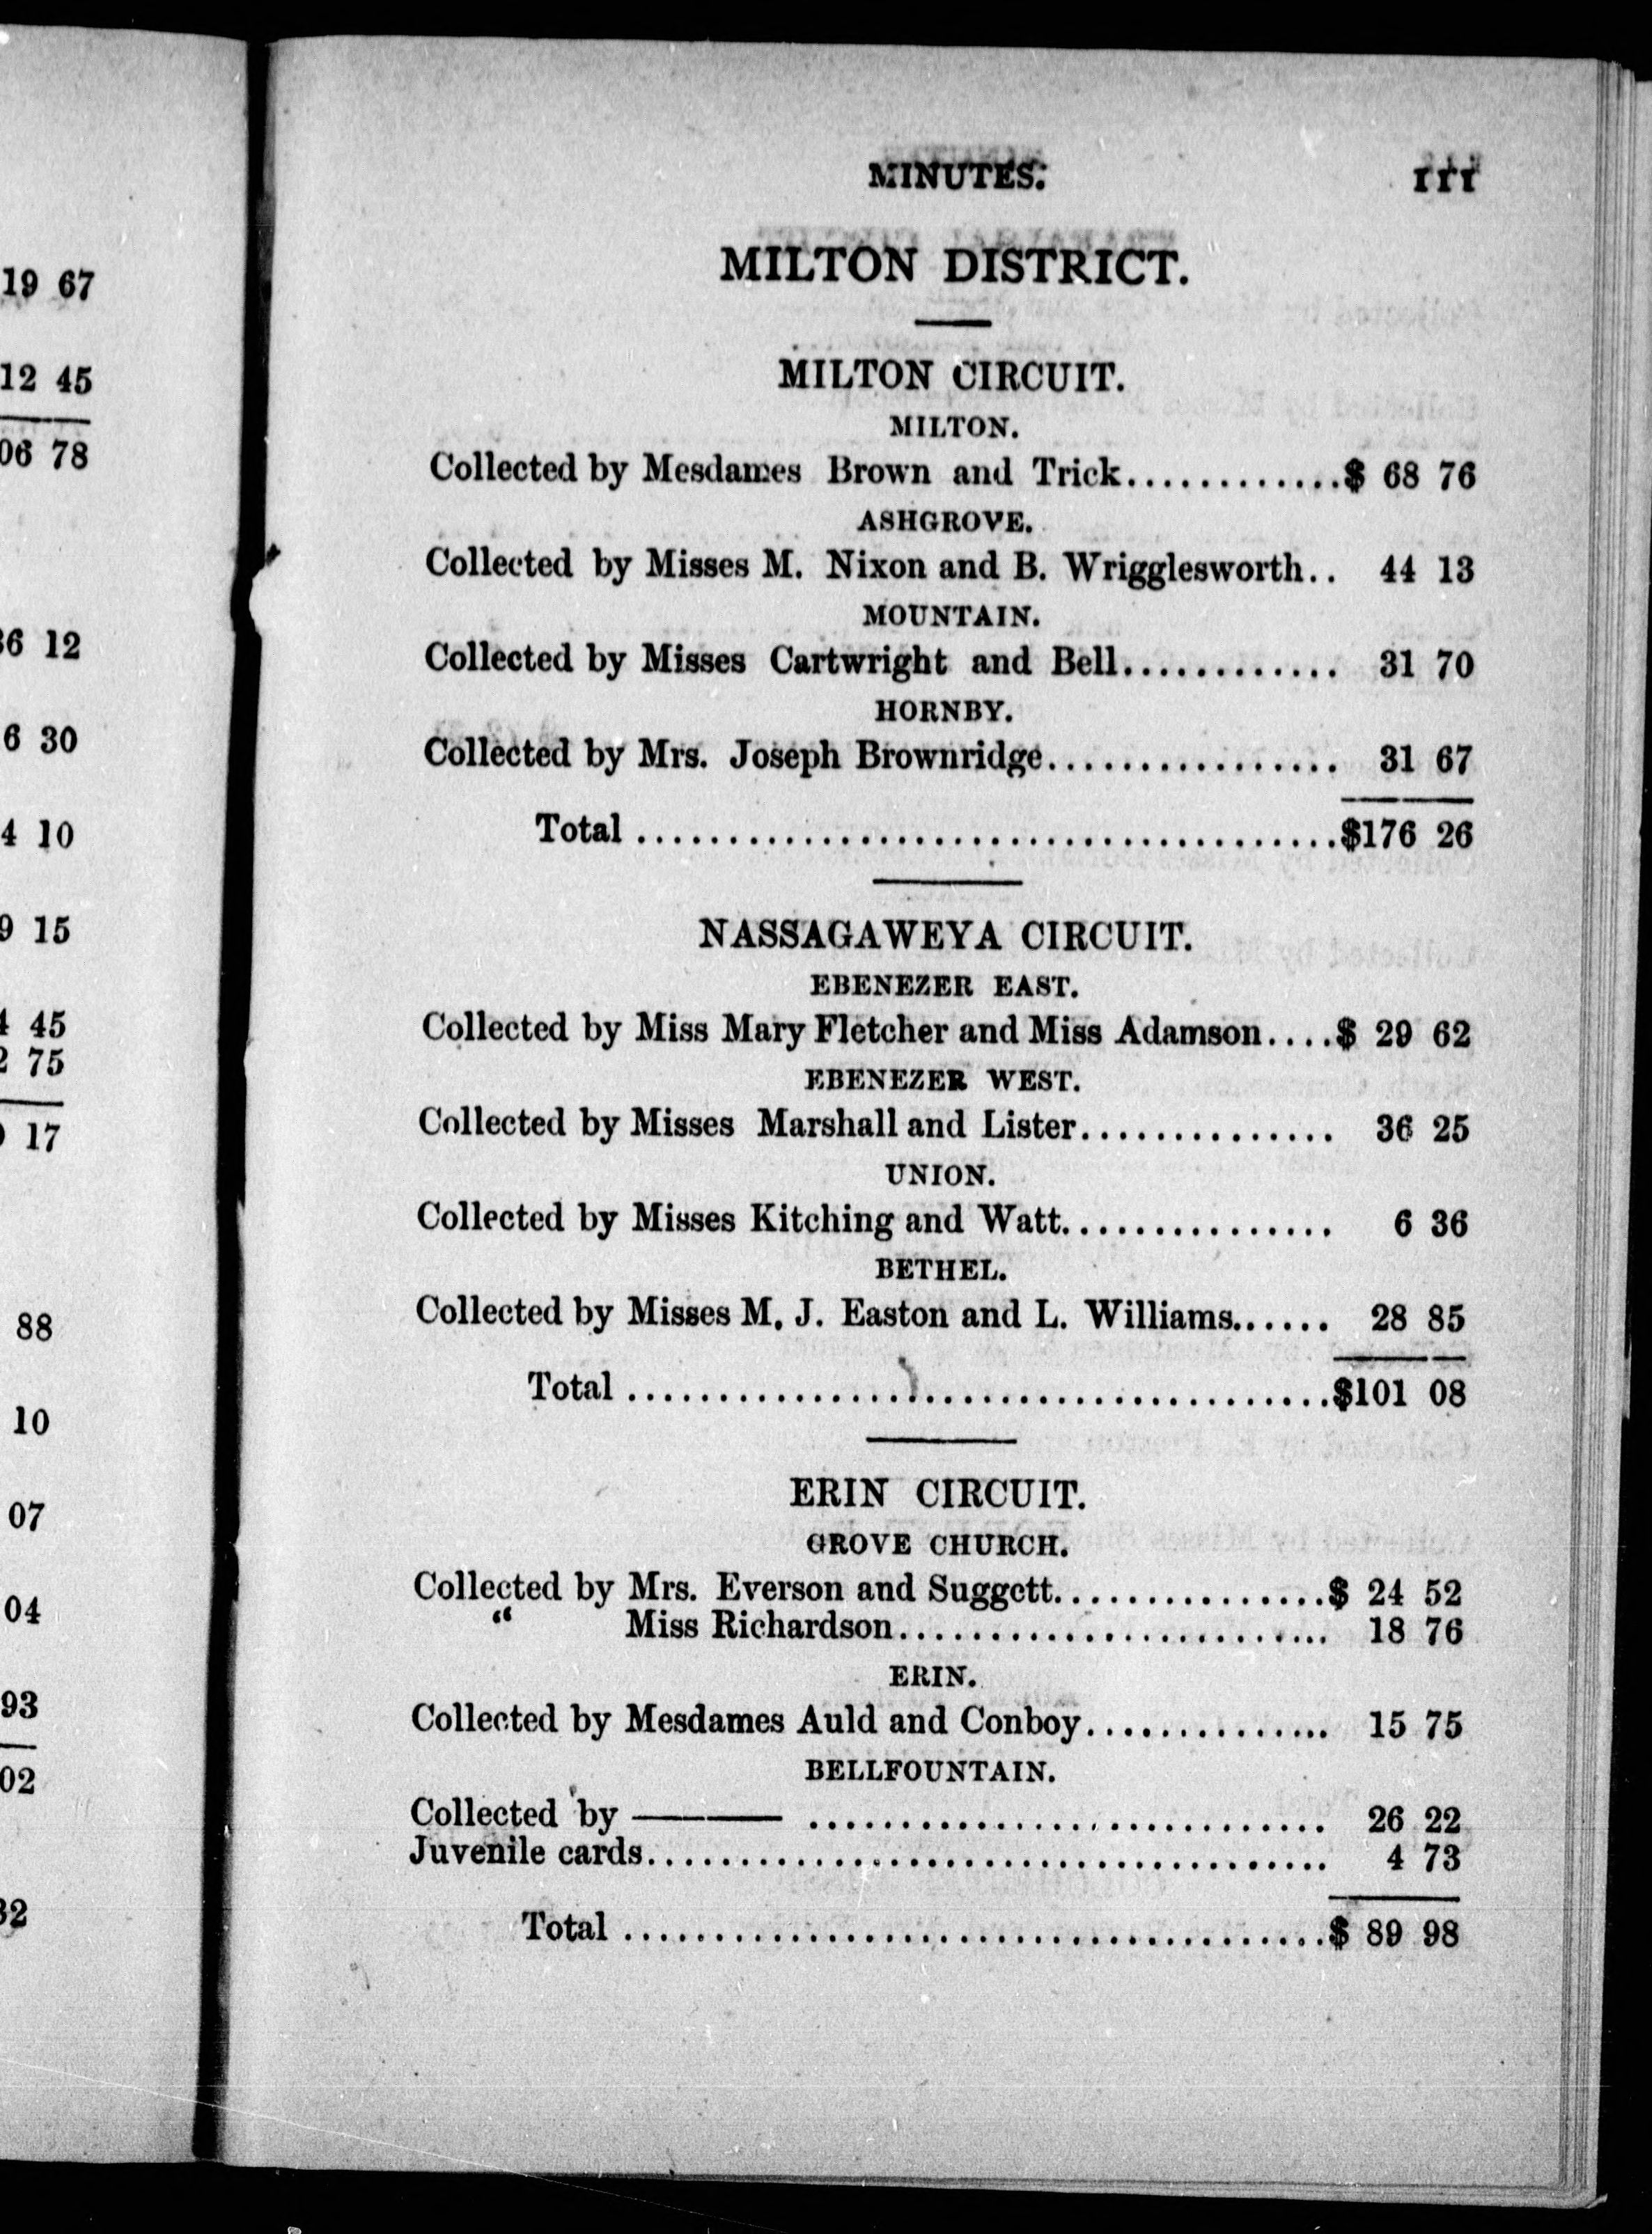 19 67
12 45
06 78
36 12
6 30
4 10
9 15
4 45
2 75
17
88
10
07
04
93
02
32
MINUTES. 111
MILTON DISTRICT.
MILTON CIRCUIT.
MILTON.
Collected by Mesdames Brown and Trick............$ 68 76
ASHGROVE.
Collected by Misses M. Nixon and B. Wrigglesworth.. 44 13
MOUNTAIN.
Collected by Misses Cartwright and Bell............ 31 70
HORNBY.
Collected by Mrs. Joseph Brownridge................ 31 67
Total .......................................$176 26
NASSAGAWEYA CIRCUIT.
EBENEZER EAST.
Collected by Miss Mary Fletcher and Miss Adamson....$ 29 62
EBENEZER WEST.
Collected by Misses Marshall and Lister.............. 36 25
UNION.
Collected by Misses Kitching and Watt............... 6 36
BETHEL.
Collected by Misses M. J. Easton and L. Williams...... 28 85
Total .......................................$101 08
ERIN CIRCUIT.
GROVE CHURCH.
Collected by Mrs. Everson and Suggett...............$ 24 52
“ Miss Richardson........................ 18 76
ERIN.
Collected by Mesdames Auld and Conboy.............. 15 75
BELLFOUNTAIN.
Collected by ——— ............................. 26 22
Juvenile cards...................................... 4 73
Total .......................................$ 89 98